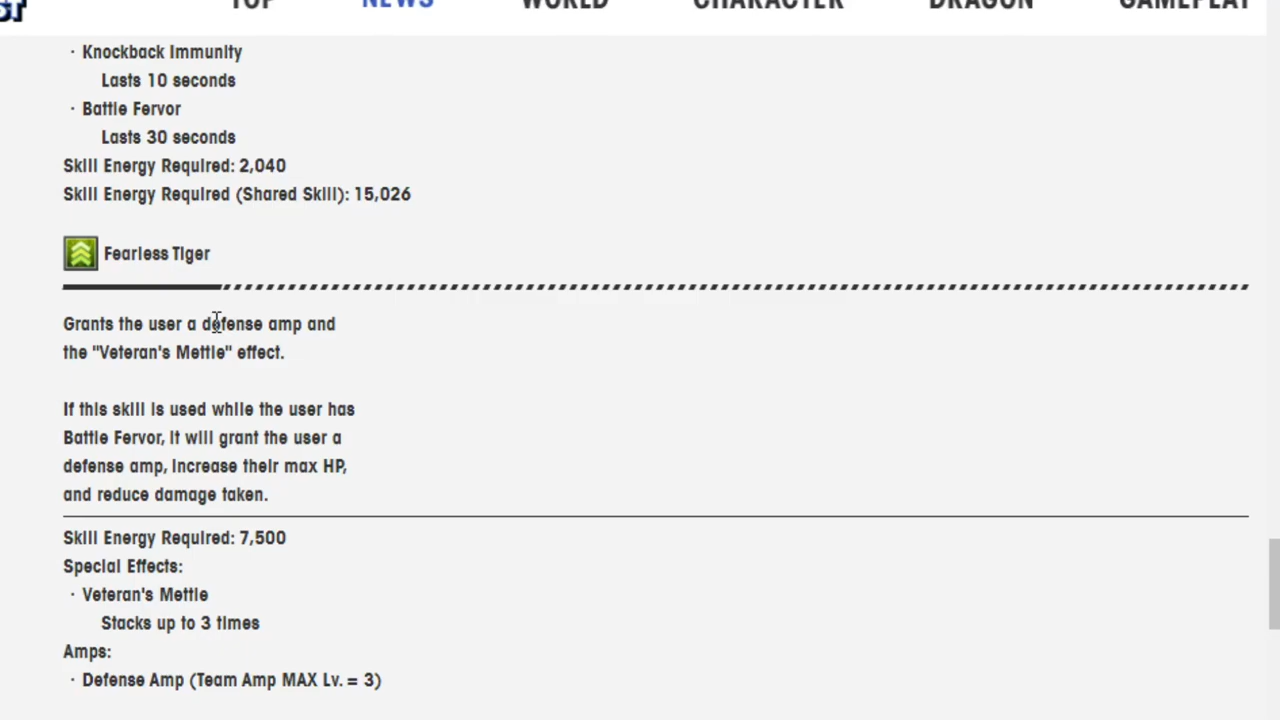 ST TOP NEWS WORLD CHARACTER DRAGON GAMEPLAY
· Knockback Immunity
Lasts 10 seconds
· Battle Fervor
Lasts 30 seconds
Skill Energy Required: 2,040
Skill Energy Required (Shared Skill): 15,026
Fearless Tiger
Grants the user a defense amp and
the "Veteran's Mettle" effect.
If this skill is used while the user has
Battle Fervor, it will grant the user a
defense amp, increase their max HP,
and reduce damage taken.
Skill Energy Required: 7,500
Special Effects:
· Veteran's Mettle
Stacks up to 3 times
Amps:
· Defense Amp (Team Amp MAX Lv. = 3)